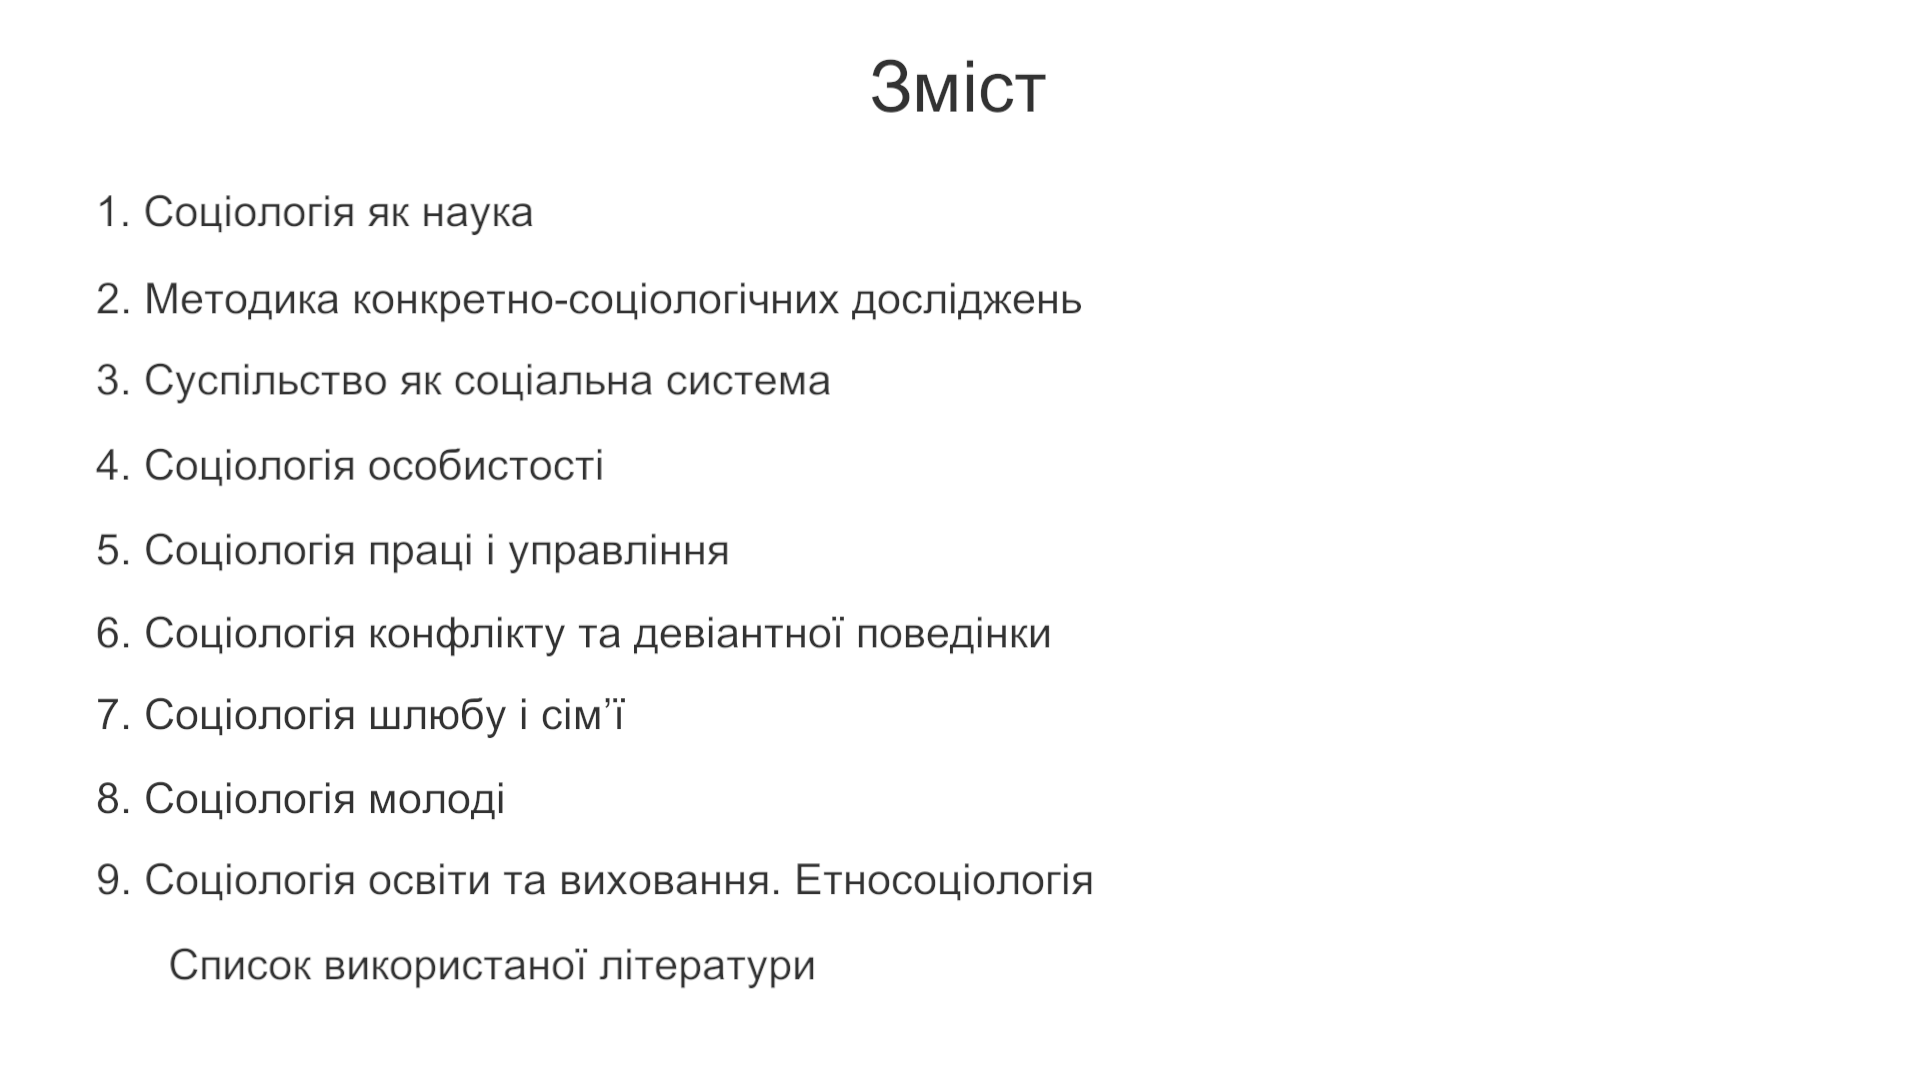 Зміст
1. Соціологія як наука
2. Методика конкретно-соціологічних досліджень
3. Суспільство як соціальна система
4. Соціологія особистості
5. Соціологія праці і управління
6. Соціологія конфлікту та девіантної поведінки
7. Соціологія шлюбу і сім’ї
8. Соціологія молоді
9. Соціологія освіти та виховання. Етносоціологія
Список використаної літератури